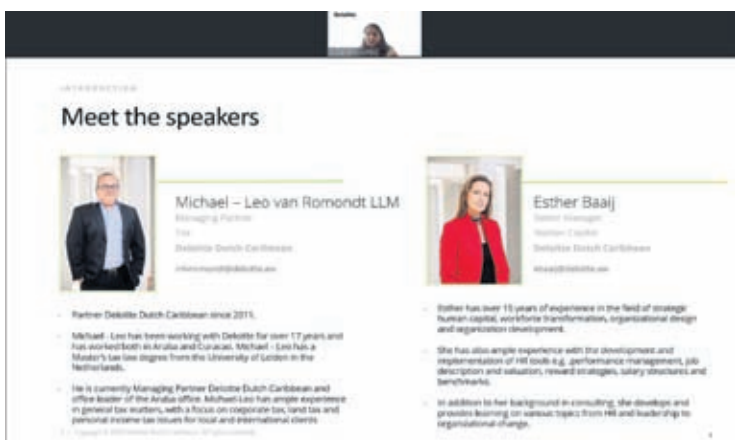 Deloitte
INTRODUCTION
Meet the speakers
Michael – Leo van Romondt LLM
Managing Partner
Tax
Deloitte Dutch Caribbean
Partner Deloitte Dutch Caribbean since 2011.
Michael - Leo has been working with Deloitte for over 17 years and
has worked both in Aruba and Curacao. Michael - Leo has a
Master's tax law degree from the University of Leiden in the
Netherlands.
He is currently Managing Partner Deloitte Dutch Caribbean and
office leader of the Aruba office. Michael-Leo has ample experience
in general tax matters, with a focus on corporate tax, land tax and
personal income tax issues for local and international clients
Esther Baaij
Senior Manager
Human Capital
Deloitte Dutch Caribbean
Esther has over 15 years of experience in the field of strategic
human capital, workforce transformation, organizational design
and organization development.
She has also ample experience with the development and
implementation of HR tools e.g. performance management, job
description and valuation, reward strategies, salary structures and
benchmarks.
In addition to her background in consulting, she develops and
provides learning on various topics from HR and leadership to
organizational change.